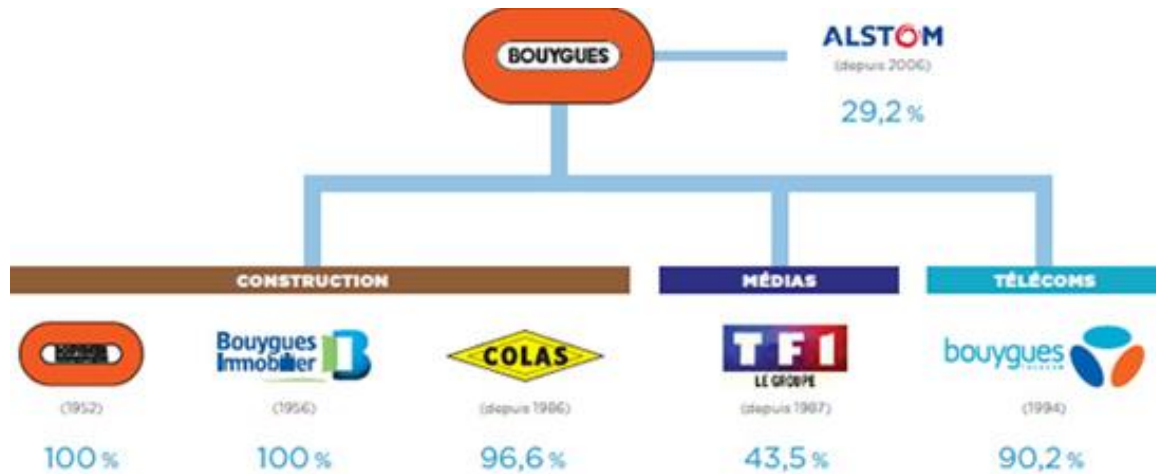 BOUYGUES
ALSTOM
(depuis 2006)
29,2 %
CONSTRUCTION
MÉDIAS
TÉLÉCOMS
Bouygues
Immobilier
COLAS
TF1
LE GROUPE
bouygues
TELECOM
(1952)
(1956)
(depuis 1986)
(depuis 1987)
(1994)
100 %
100 %
96,6 %
43,5 %
90,2 %